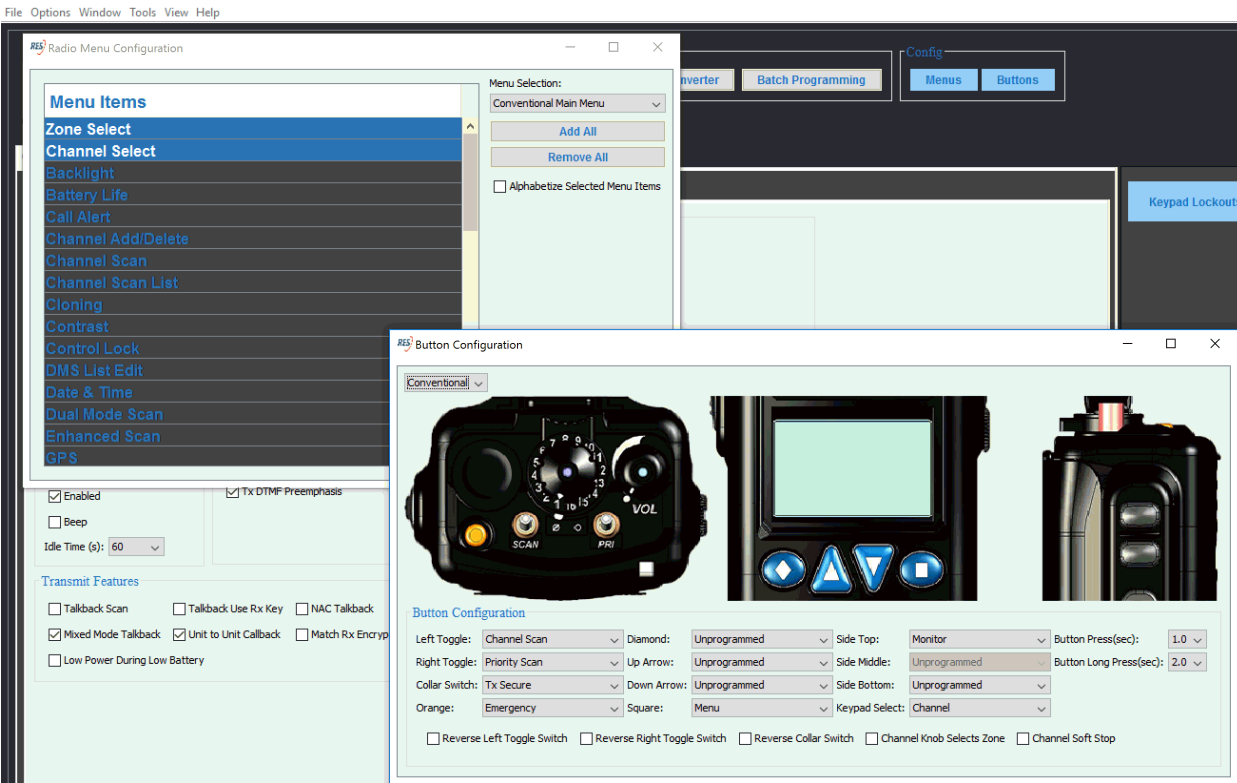 File Options Window Tools View Help
RES Radio Menu Configuration
Menu Items
Zone Select
Channel Select
Backlight
Battery Life
Call Alert
Channel Add/Delete
Channel Scan
Channel Scan List
Cloning
Contrast
Control Lock
DMS List Edit
Date & Time
Dual Mode Scan
Enhanced Scan
GPS
Menu Selection:
Conventional Main Menu
Add All
Remove All
Alphabetize Selected Menu Items
nverter
Batch Programming
Config
Menus
Buttons
Keypad Lockout
Enabled
Beep
Idle Time (s): 60
Tx DTMF Preemphasis
Transmit Features
Talkback Scan Talkback Use Rx Key NAC Talkback
Mixed Mode Talkback Unit to Unit Callback Match Rx Encryp
Low Power During Low Battery
RES Button Configuration
Conventional
SCAN
PRI
VOL
Button Configuration
Left Toggle: Channel Scan Diamond: Unprogrammed Side Top: Monitor Button Press(sec): 1.0
Right Toggle: Priority Scan Up Arrow: Unprogrammed Side Middle: Unprogrammed Button Long Press(sec): 2.0
Collar Switch: Tx Secure Down Arrow: Unprogrammed Side Bottom: Unprogrammed
Orange: Emergency Square: Menu Keypad Select: Channel
Reverse Left Toggle Switch Reverse Right Toggle Switch Reverse Collar Switch Channel Knob Selects Zone Channel Soft Stop